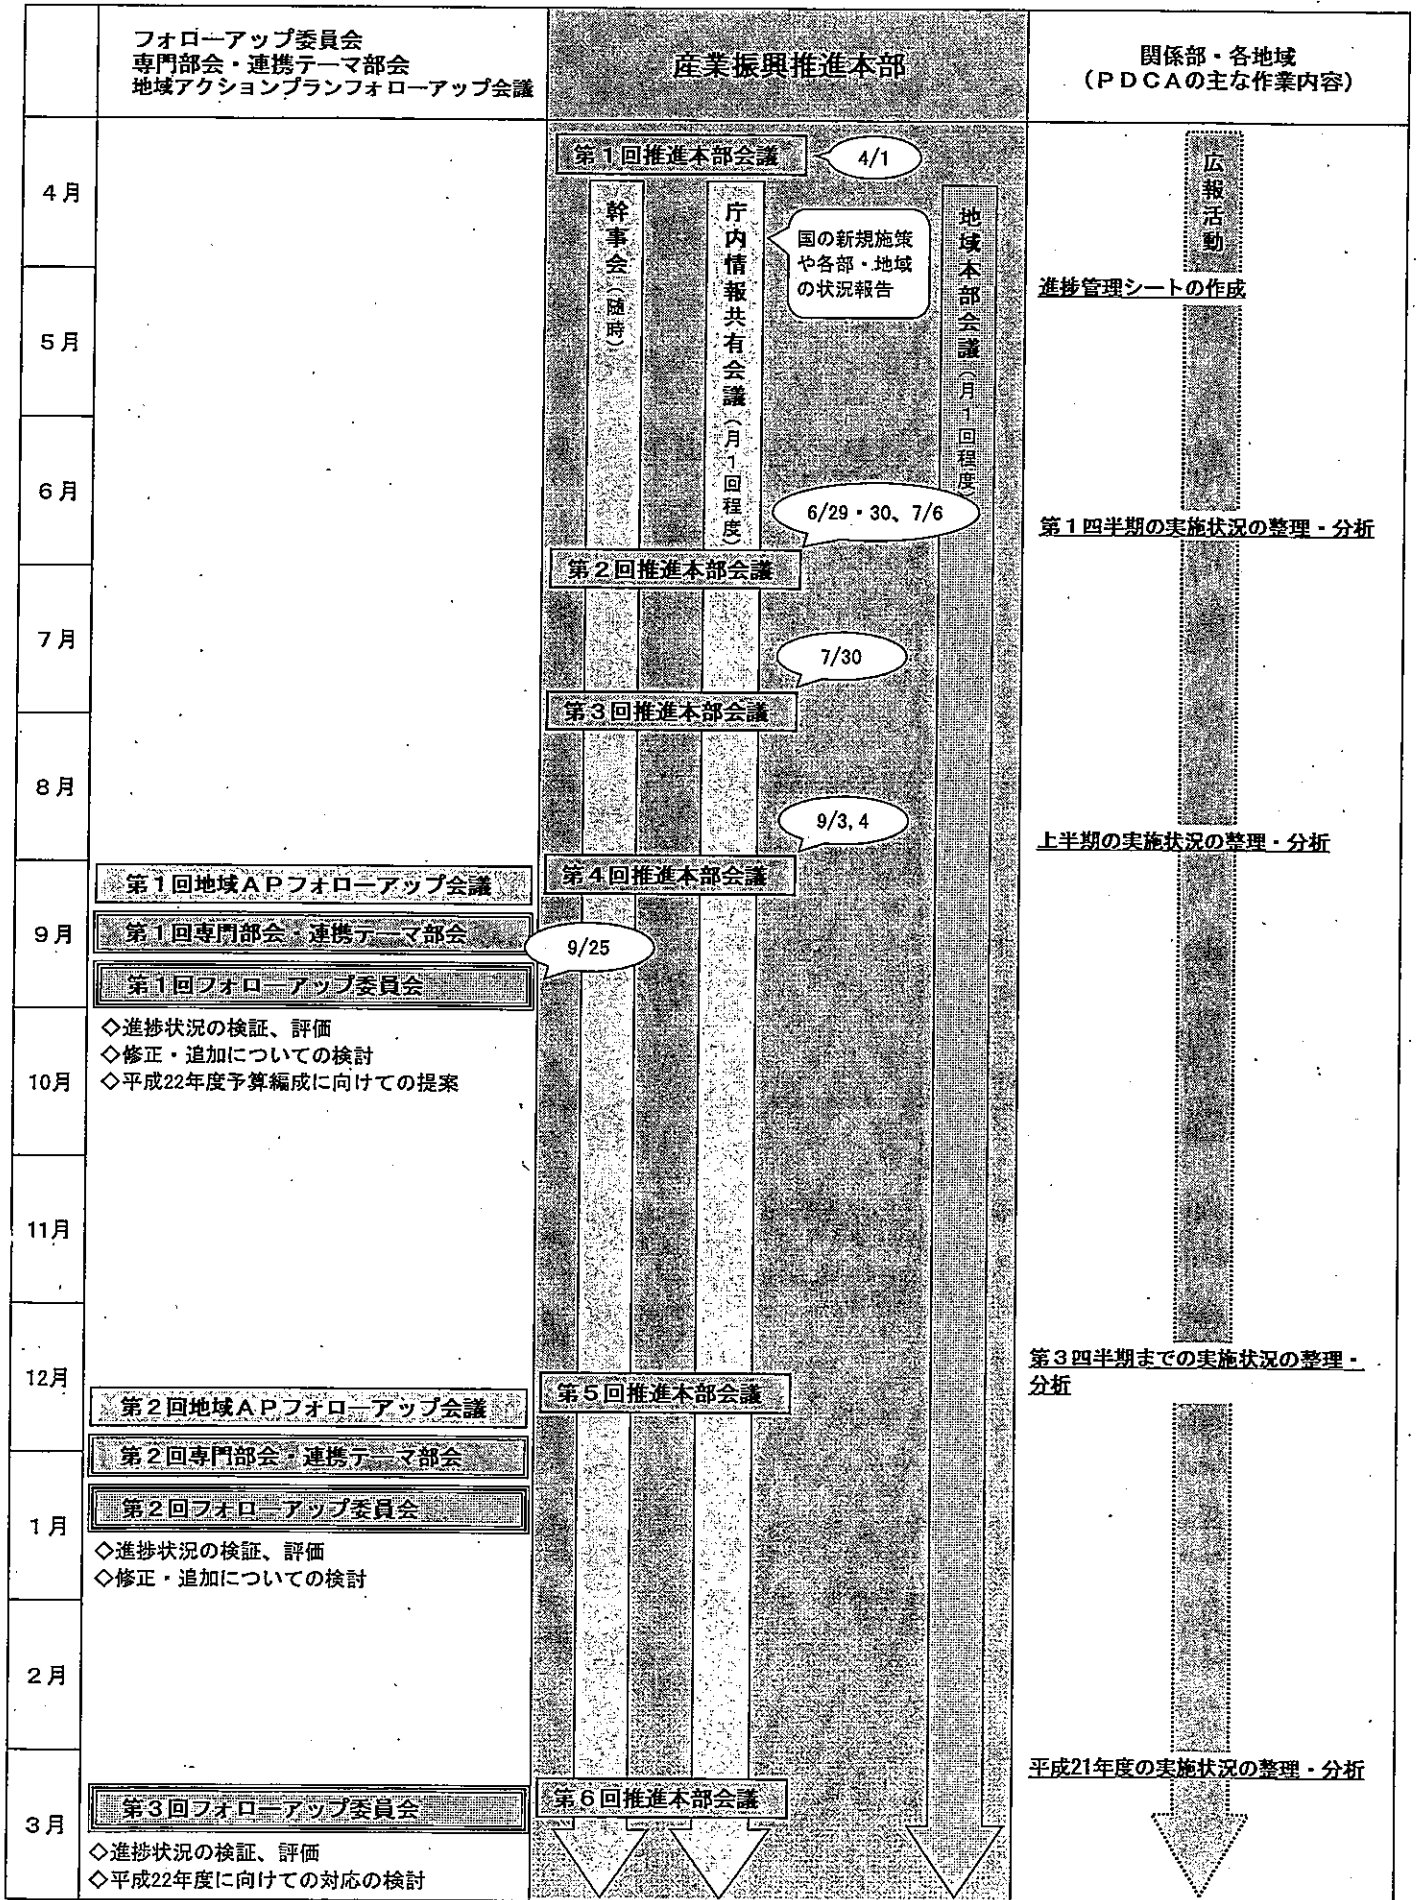 フォローアップ委員会
専門部会・連携テーマ部会
地域アクションプランフォローアップ会議
産業振興推進本部
関係部・各地域
（ＰＤＣＡの主な作業内容）
4月
第１回推進本部会議
4/1
幹事会（随時）
庁内情報共有会議（月１回程度）
国の新規施策
や各部・地域
の状況報告
地域本部会議（月１回程度）
広報活動
進捗管理シートの作成
5月
6月
6/29・30、7/6
第１四半期の実施状況の整理・分析
第２回推進本部会議
7月
7/30
第３回推進本部会議
8月
9/3, 4
上半期の実施状況の整理・分析
第１回地域ＡＰフォローアップ会議
第４回推進本部会議
9月
第１回専門部会・連携テーマ部会
9/25
第１回フォローアップ委員会
◇進捗状況の検証、評価
◇修正・追加についての検討
◇平成22年度予算編成に向けての提案
10月
11月
12月
第３四半期までの実施状況の整理・
分析
第５回推進本部会議
第２回地域ＡＰフォローアップ会議
第２回専門部会・連携テーマ部会
第２回フォローアップ委員会
1月
◇進捗状況の検証、評価
◇修正・追加についての検討
2月
平成21年度の実施状況の整理・分析
第６回推進本部会議
第３回フォローアップ委員会
3月
◇進捗状況の検証、評価
◇平成22年度に向けての対応の検討